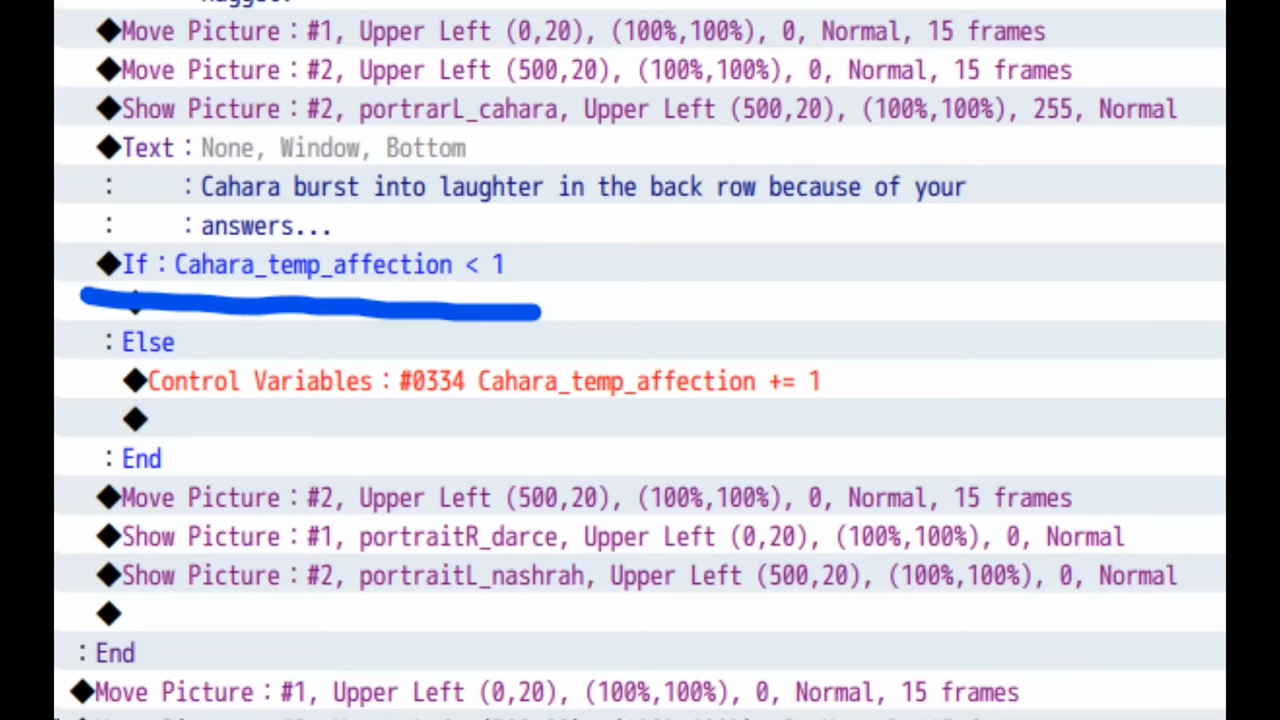 ◆Move Picture：#1, Upper Left (0,20), (100%,100%), 0, Normal, 15 frames
◆Move Picture：#2, Upper Left (500,20), (100%,100%), 0, Normal, 15 frames
◆Show Picture：#2, portrarL_cahara, Upper Left (500,20), (100%,100%), 255, Normal
◆Text：None, Window, Bottom
：　　：Cahara burst into laughter in the back row because of your
：　　：answers...
◆If：Cahara_temp_affection < 1
◆
：Else
◆Control Variables：#0334 Cahara_temp_affection += 1
◆
：End
◆Move Picture：#2, Upper Left (500,20), (100%,100%), 0, Normal, 15 frames
◆Show Picture：#1, portraitR_darce, Upper Left (0,20), (100%,100%), 0, Normal
◆Show Picture：#2, portraitL_nashrah, Upper Left (500,20), (100%,100%), 0, Normal
◆
：End
◆Move Picture：#1, Upper Left (0,20), (100%,100%), 0, Normal, 15 frames